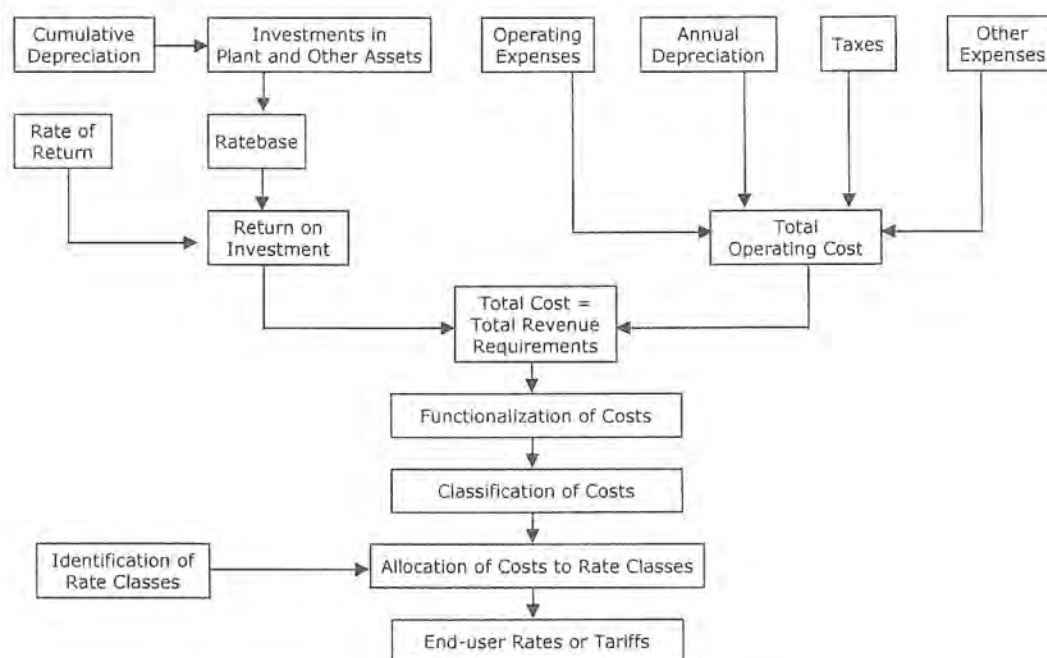 Cumulative
Depreciation
Investments in
Plant and Other Assets
Operating
Expenses
Annual
Depreciation
Taxes
Other
Expenses
Rate of
Return
Ratebase
Return on
Investment
Total
Operating Cost
Total Cost =
Total Revenue
Requirements
Functionalization of Costs
Classification of Costs
Identification of
Rate Classes
Allocation of Costs to Rate Classes
End-user Rates or Tariffs